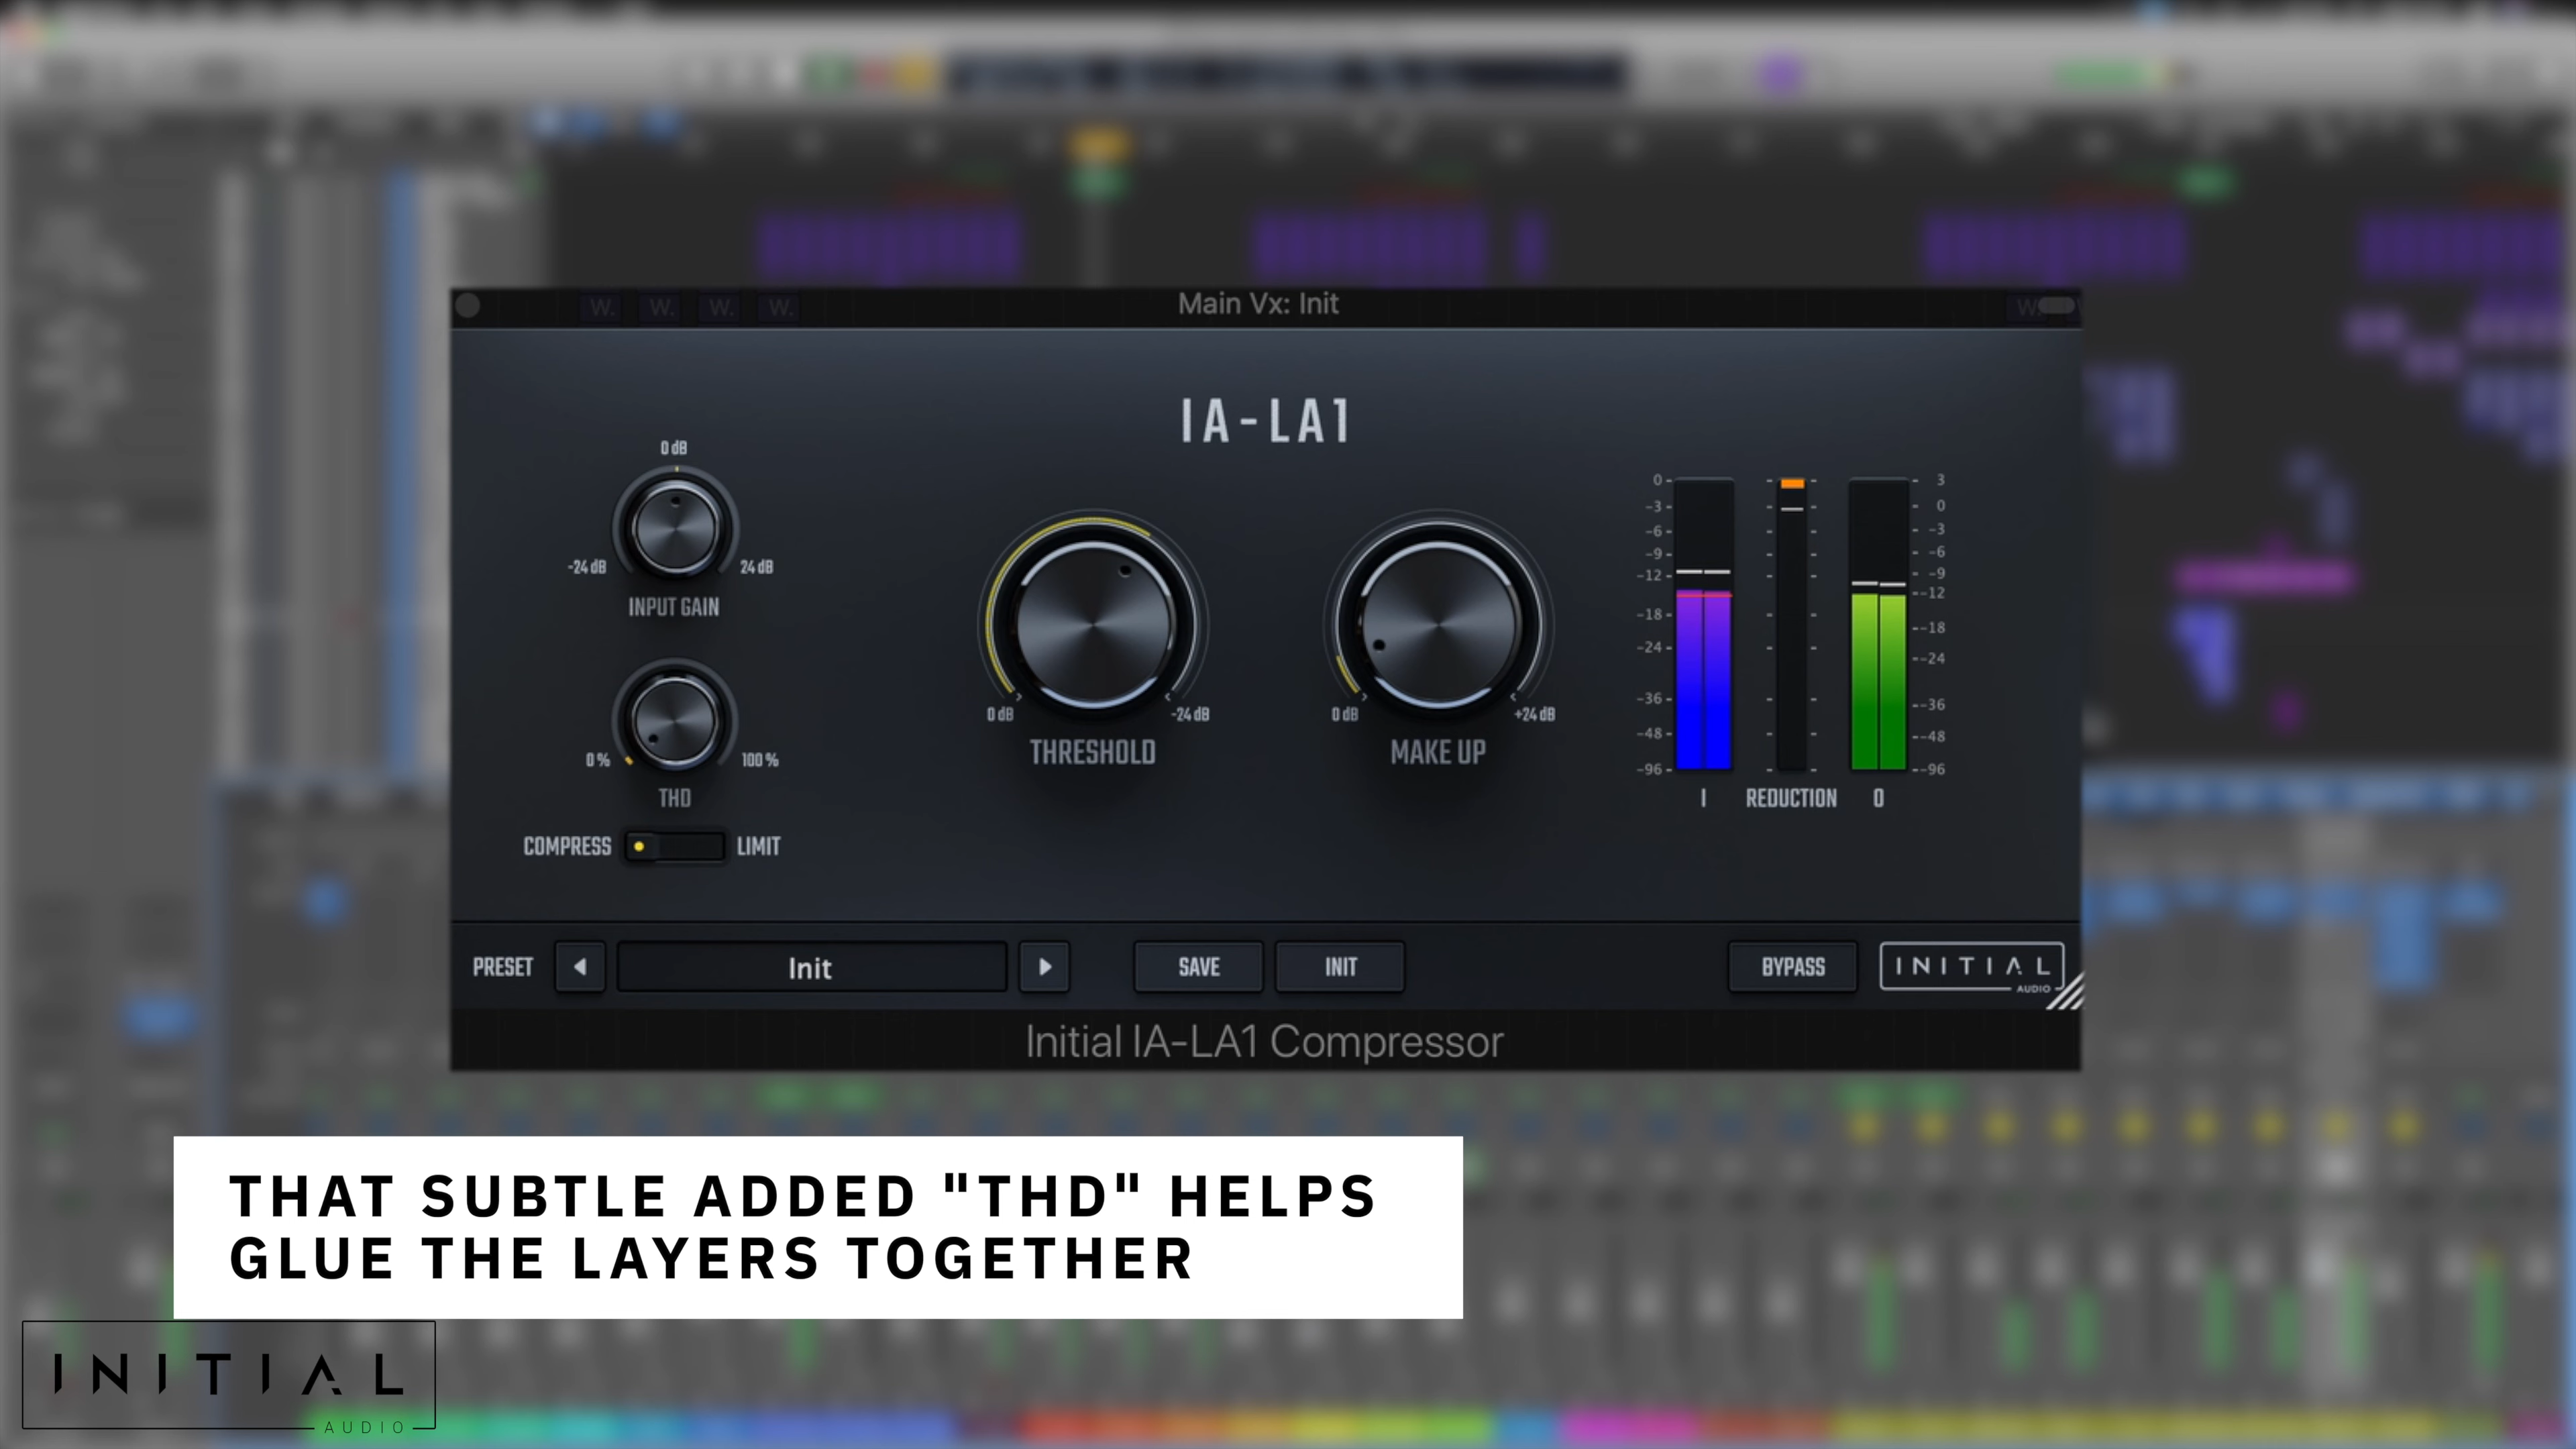 W. W. W. W.
Main Vx: Init
W.
IA-LA1
0 dB
-24 dB
24 dB
INPUT GAIN
0 %
100 %
THD
COMPRESS
LIMIT
0 dB
-24 dB
THRESHOLD
0 dB
+24 dB
MAKE UP
0
-3
-6
-9
-12
-18
-24
-36
-48
-96
3
0
-3
-6
-9
-12
-18
-24
-36
-48
-96
I
REDUCTION
O
PRESET
Init
SAVE
INIT
BYPASS
INITIAL
AUDIO
Initial IA-LA1 Compressor
THAT SUBTLE ADDED "THD" HELPS
GLUE THE LAYERS TOGETHER
INITIAL
AUDIO